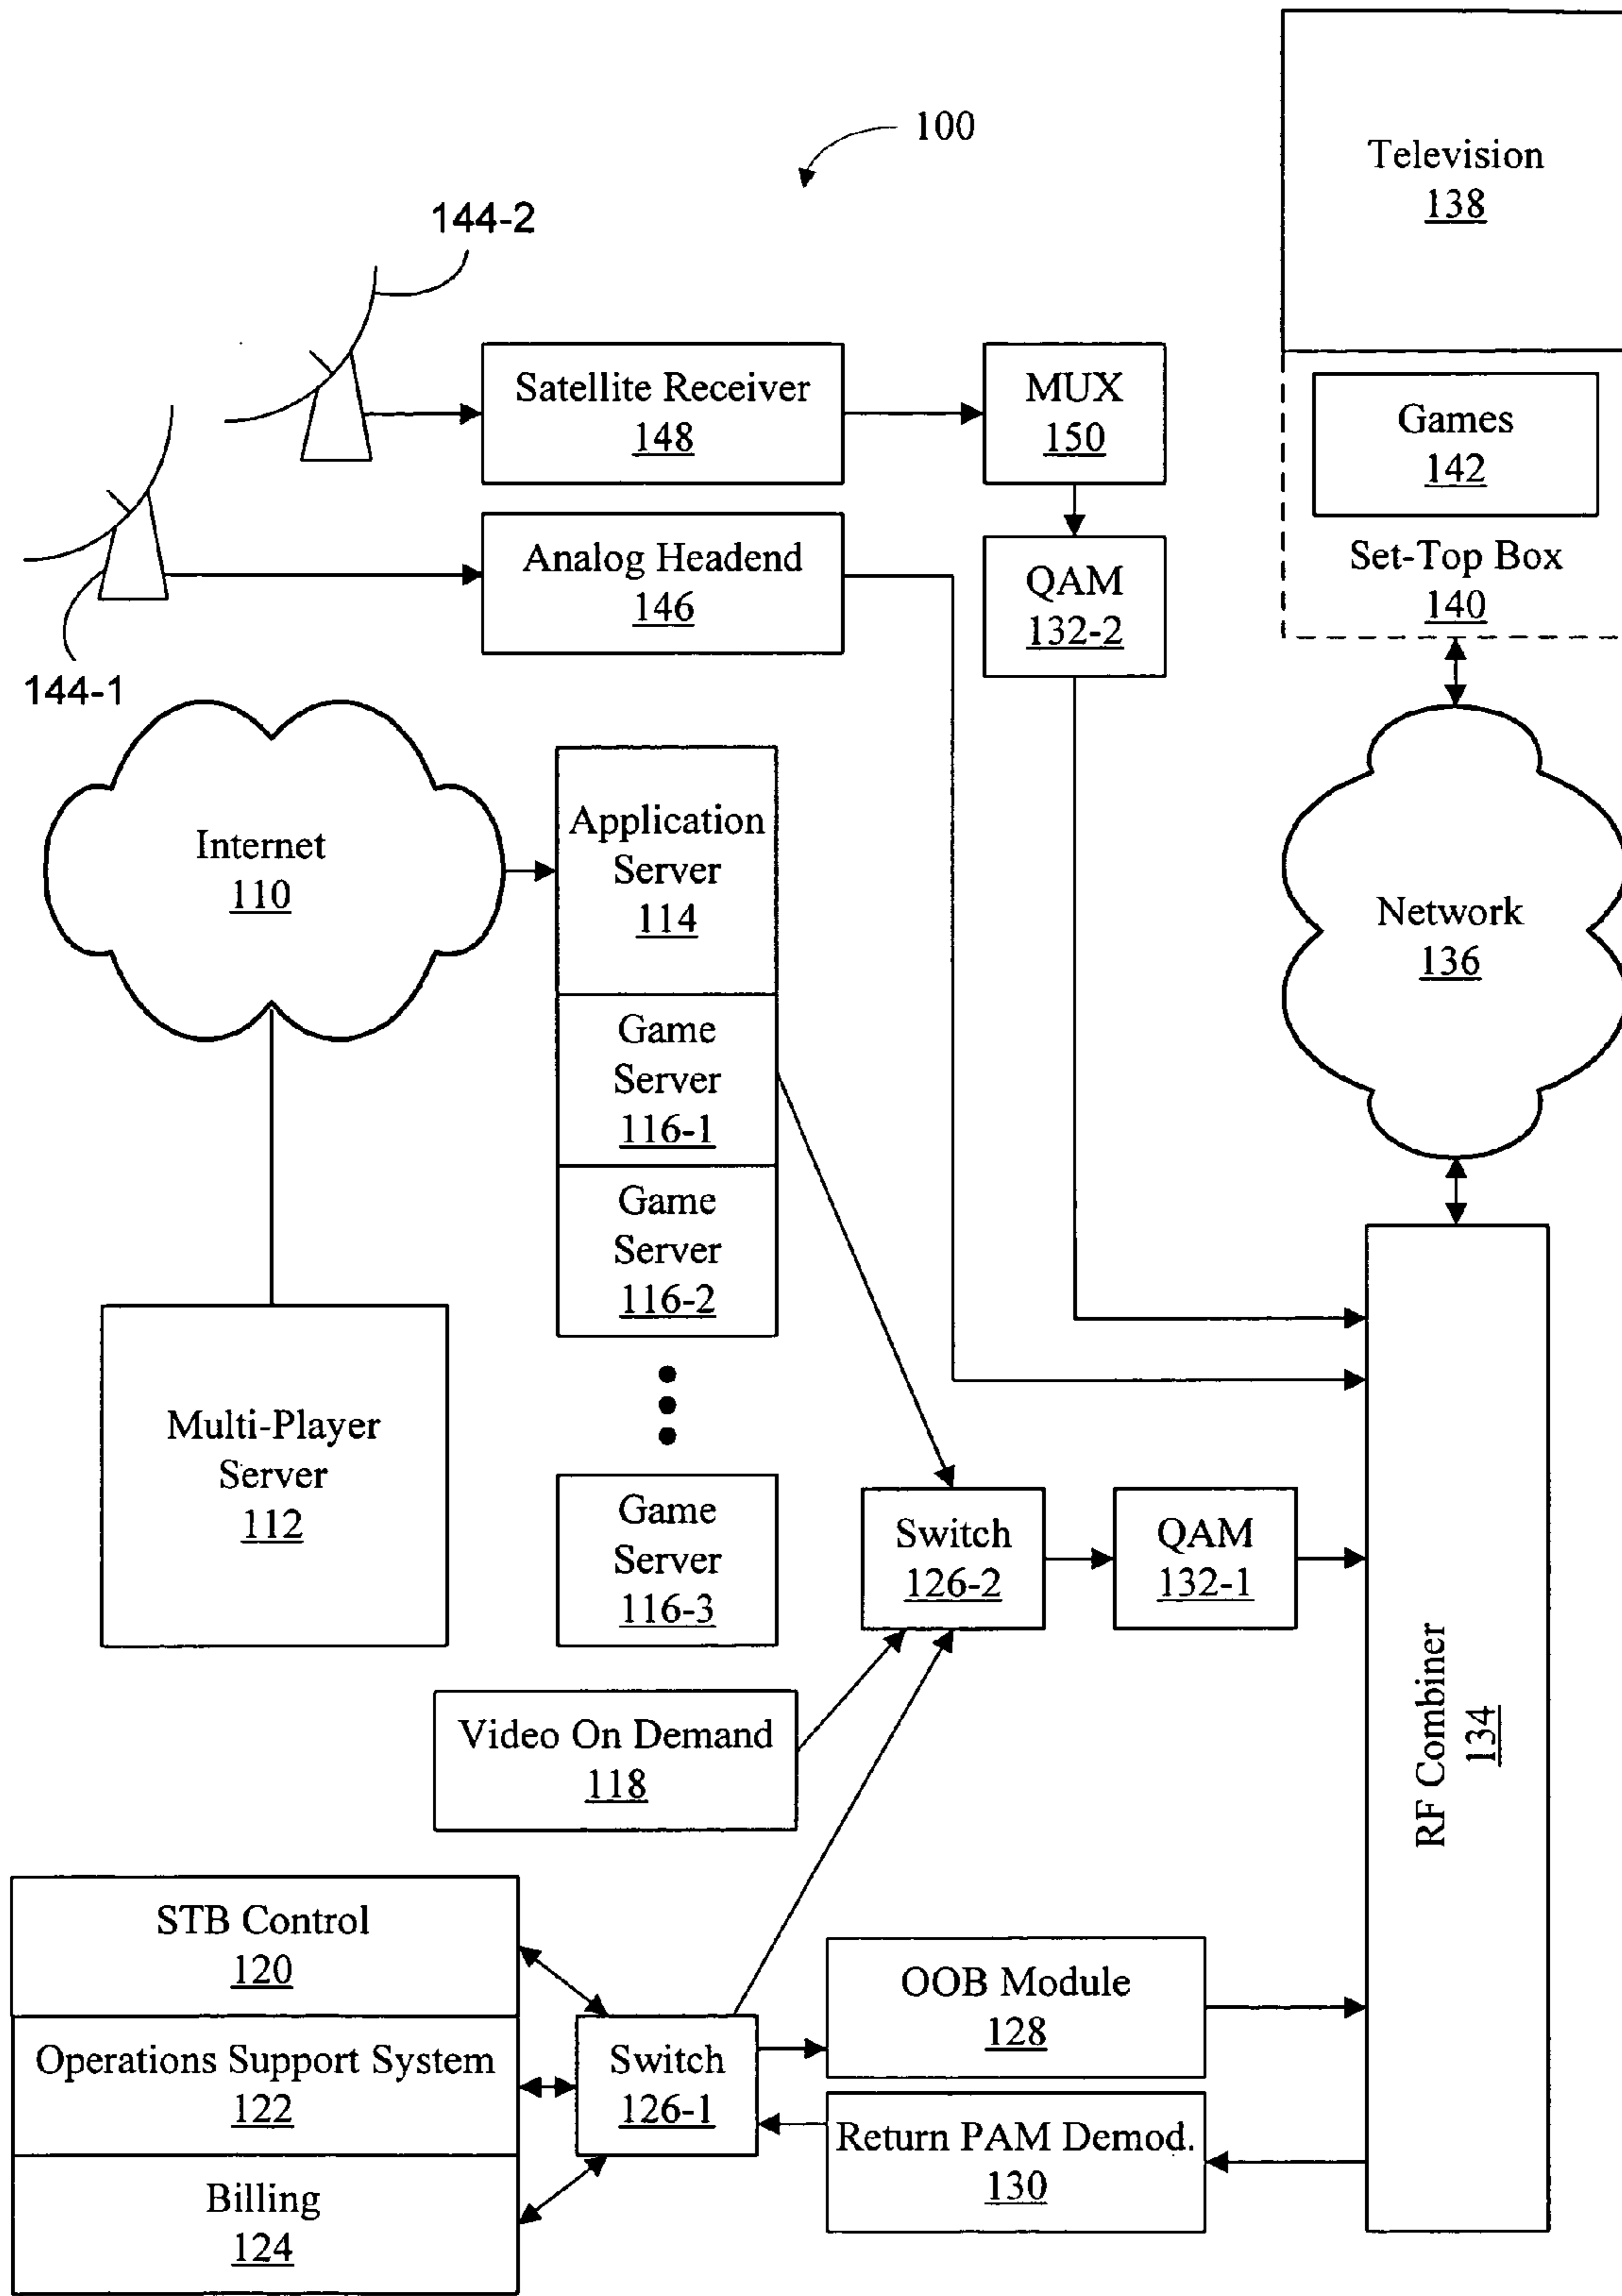 100
Television
138
144-2
Satellite Receiver
148
MUX
150
Games
142
Analog Headend
146
QAM
132-2
Set-Top Box
140
144-1
Internet
110
Application
Server
114
Network
136
Game
Server
116-1
Game
Server
116-2
Multi-Player
Server
112
Game
Server
116-3
Switch
126-2
QAM
132-1
RF Combiner
134
Video On Demand
118
STB Control
120
Operations Support System
122
Billing
124
Switch
126-1
OOB Module
128
Return PAM Demod.
130